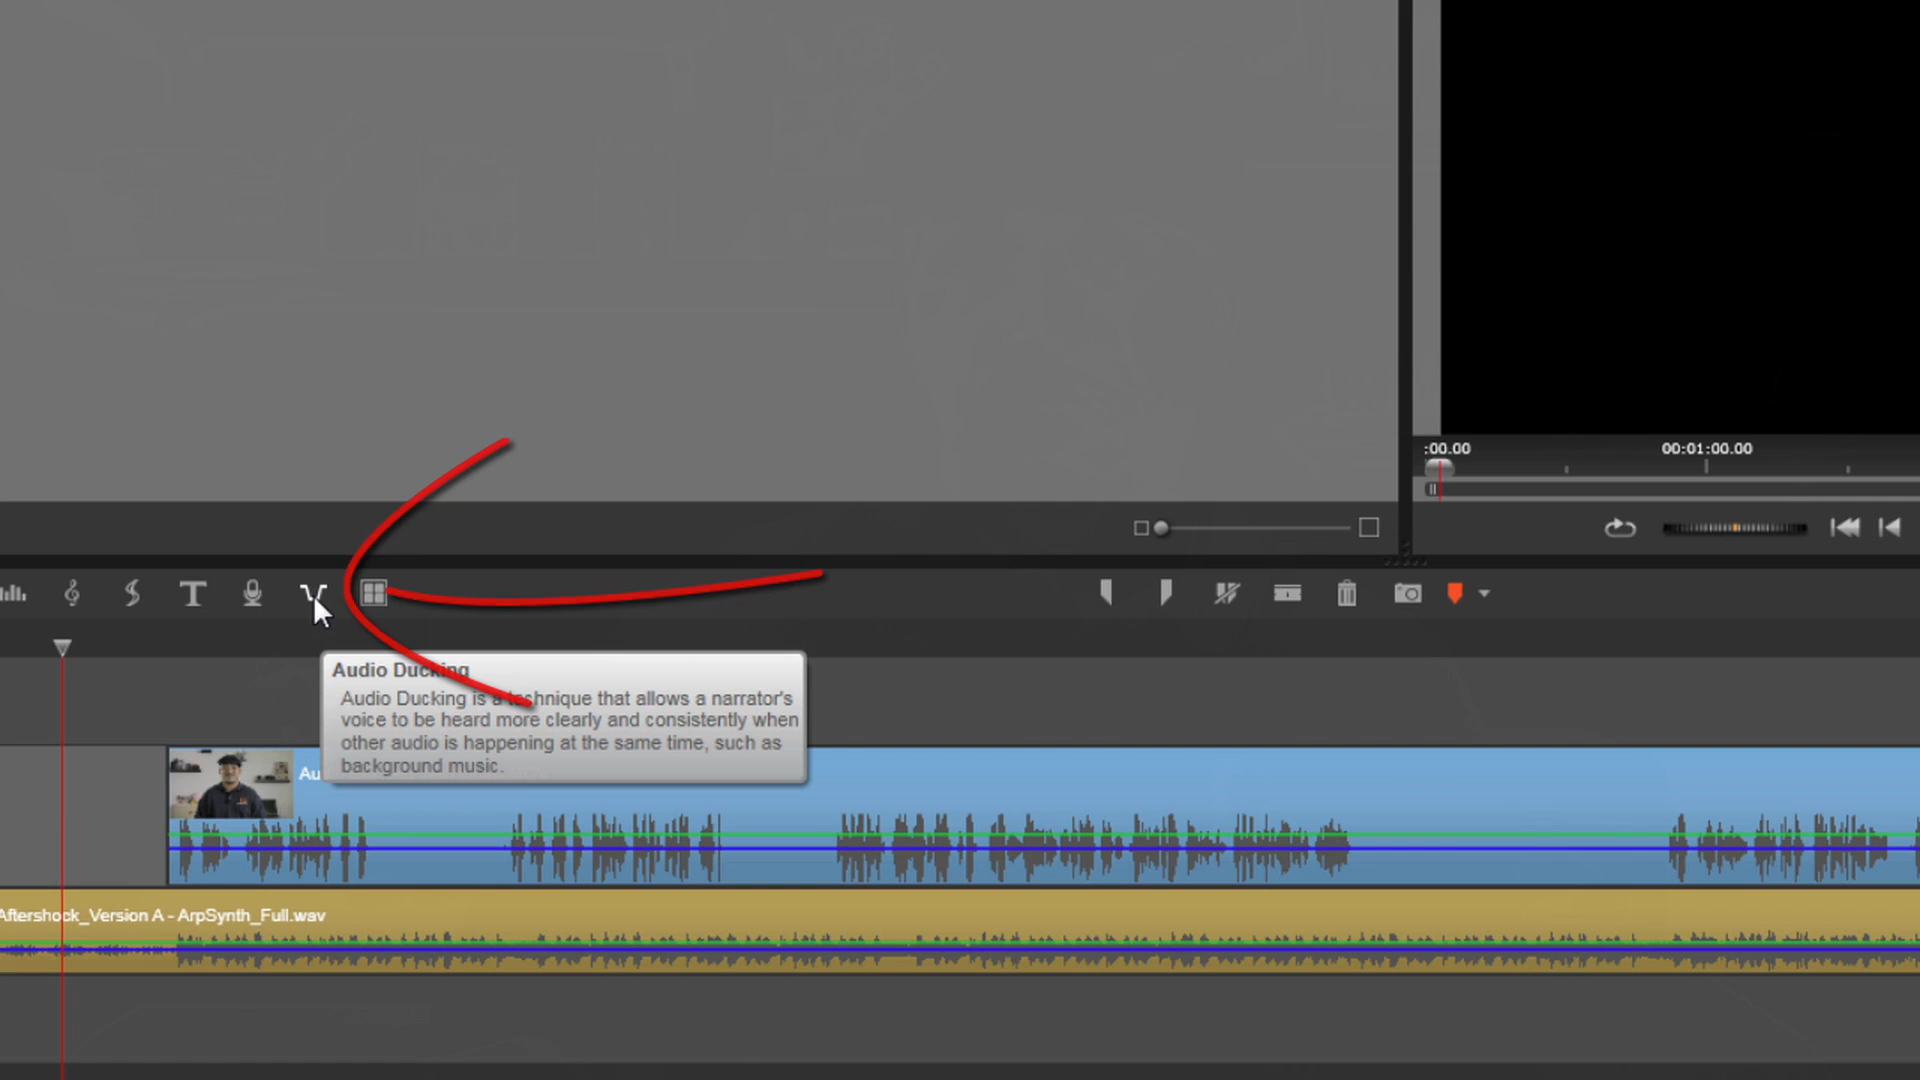 :00.00
00:01:00.00
T
Audio Ducking
Audio Ducking is a technique that allows a narrator's
voice to be heard more clearly and consistently when
other audio is happening at the same time, such as
background music.
Au
Aftershock_Version A - ArpSynth_Full.wav